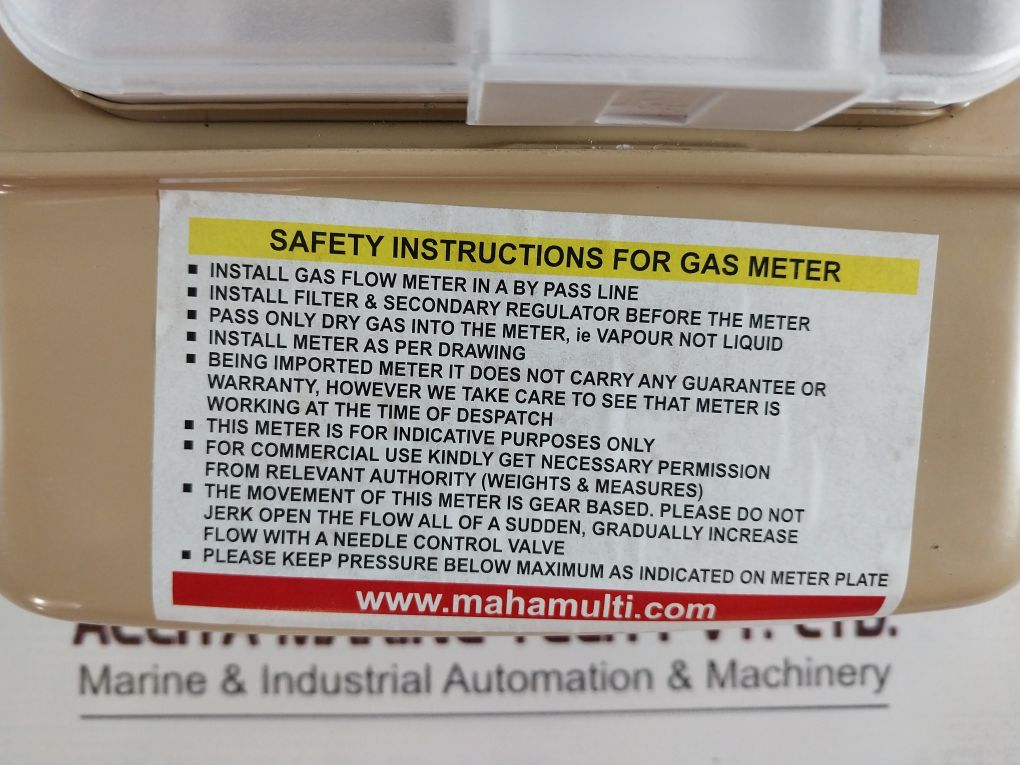 SAFETY INSTRUCTIONS FOR GAS METER
▪ INSTALL GAS FLOW METER IN A BY PASS LINE
▪ INSTALL FILTER & SECONDARY REGULATOR BEFORE THE METER
▪ PASS ONLY DRY GAS INTO THE METER, ie VAPOUR NOT LIQUID
▪ INSTALL METER AS PER DRAWING
▪ BEING IMPORTED METER IT DOES NOT CARRY ANY GUARANTEE OR
WARRANTY, HOWEVER WE TAKE CARE TO SEE THAT METER IS
WORKING AT THE TIME OF DESPATCH
▪ THIS METER IS FOR INDICATIVE PURPOSES ONLY
▪ FOR COMMERCIAL USE KINDLY GET NECESSARY PERMISSION
FROM RELEVANT AUTHORITY (WEIGHTS & MEASURES)
▪ THE MOVEMENT OF THIS METER IS GEAR BASED. PLEASE DO NOT
JERK OPEN THE FLOW ALL OF A SUDDEN, GRADUALLY INCREASE
FLOW WITH A NEEDLE CONTROL VALVE
▪ PLEASE KEEP PRESSURE BELOW MAXIMUM AS INDICATED ON METER PLATE
www.mahamulti.com
LTD.
Marine & Industrial Automation & Machinery